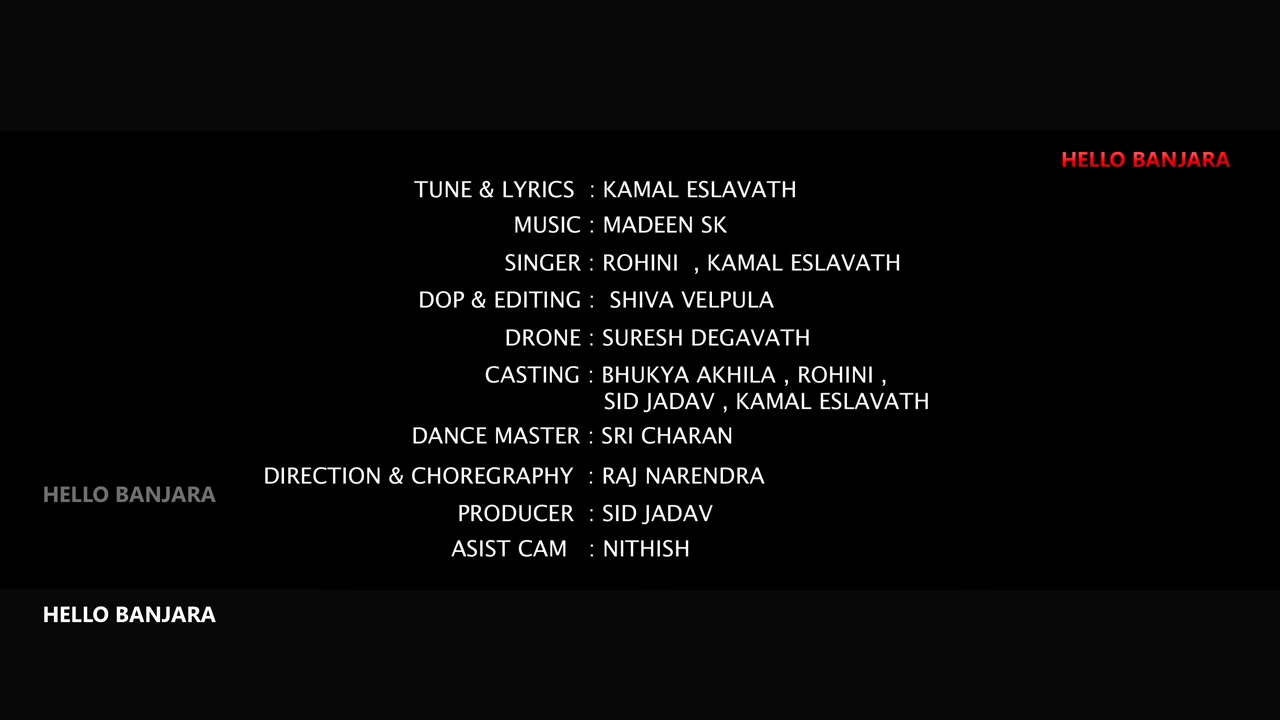 HELLO BANJARA
TUNE & LYRICS : KAMAL ESLAVATH
MUSIC : MADEEN SK
SINGER : ROHINI , KAMAL ESLAVATH
DOP & EDITING : SHIVA VELPULA
DRONE : SURESH DEGAVATH
CASTING : BHUKYA AKHILA , ROHINI ,
SID JADAV , KAMAL ESLAVATH
DANCE MASTER : SRI CHARAN
DIRECTION & CHOREGRAPHY : RAJ NARENDRA
HELLO BANJARA
PRODUCER : SID JADAV
ASIST CAM : NITHISH
HELLO BANJARA